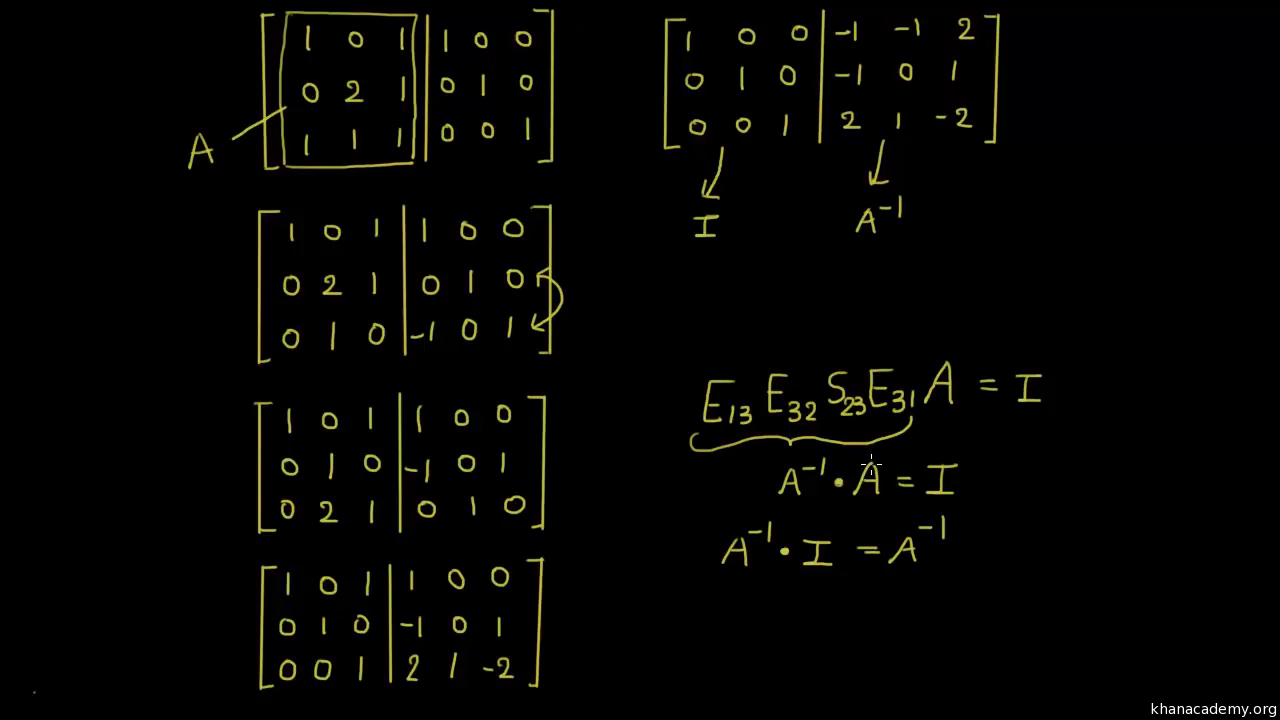 1 0 1 | 1 0 0
0 2 1 | 0 1 0
1 1 1 | 0 0 1
A
1 0 1 | 1 0 0
0 2 1 | 0 1 0
0 1 0 | -1 0 1
1 0 1 | 1 0 0
0 1 0 | -1 0 1
0 2 1 | 0 1 0
1 0 1 | 1 0 0
0 1 0 | -1 0 1
0 0 1 | 2 1 -2
1 0 0 | -1 -1 2
0 1 0 | -1 0 1
0 0 1 | 2 1 -2
I A⁻¹
E₁₃ E₃₂ S₂₃ E₃₁ A = I
A⁻¹ · A = I
A⁻¹ · I = A⁻¹
khanacademy.org